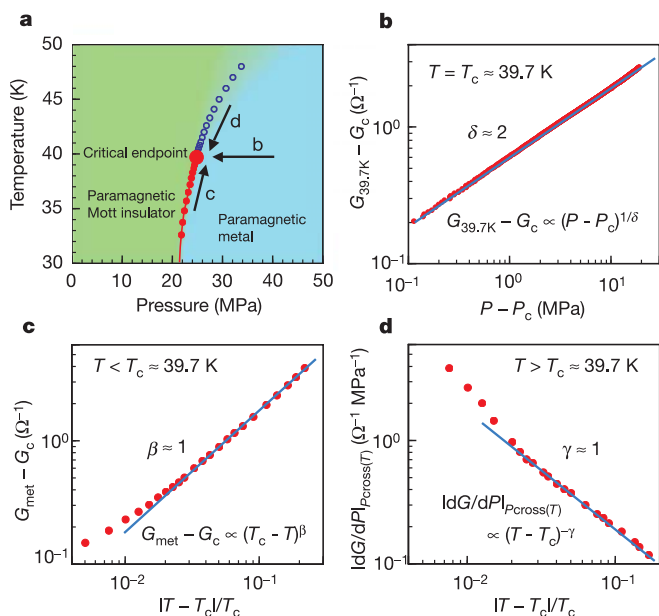 a
Temperature (K)
50
45
40
35
30
0
10
20
30
40
50
Pressure (MPa)
Critical endpoint
Paramagnetic
Mott insulator
Paramagnetic
metal
d
b
c
b
G₃₉.₇K – Gc (Ω⁻¹)
10⁰
10⁻¹
10⁻¹
10⁰
10¹
P – Pc (MPa)
T = Tc ≈ 39.7 K
δ ≈ 2
G₃₉.₇K – Gc ∝ (P – Pc)^1/δ
c
Gmet – Gc (Ω⁻¹)
10⁰
10⁻¹
10⁻²
10⁻¹
|T – Tc|/Tc
T < Tc ≈ 39.7 K
β ≈ 1
Gmet – Gc ∝ (Tc – T)^β
d
|dG/dP|Pcross(T) (Ω⁻¹ MPa⁻¹)
10⁰
10⁻¹
10⁻²
10⁻¹
|T – Tc|/Tc
T > Tc ≈ 39.7 K
γ ≈ 1
|dG/dP|Pcross(T)
∝ (T – Tc)^–γ